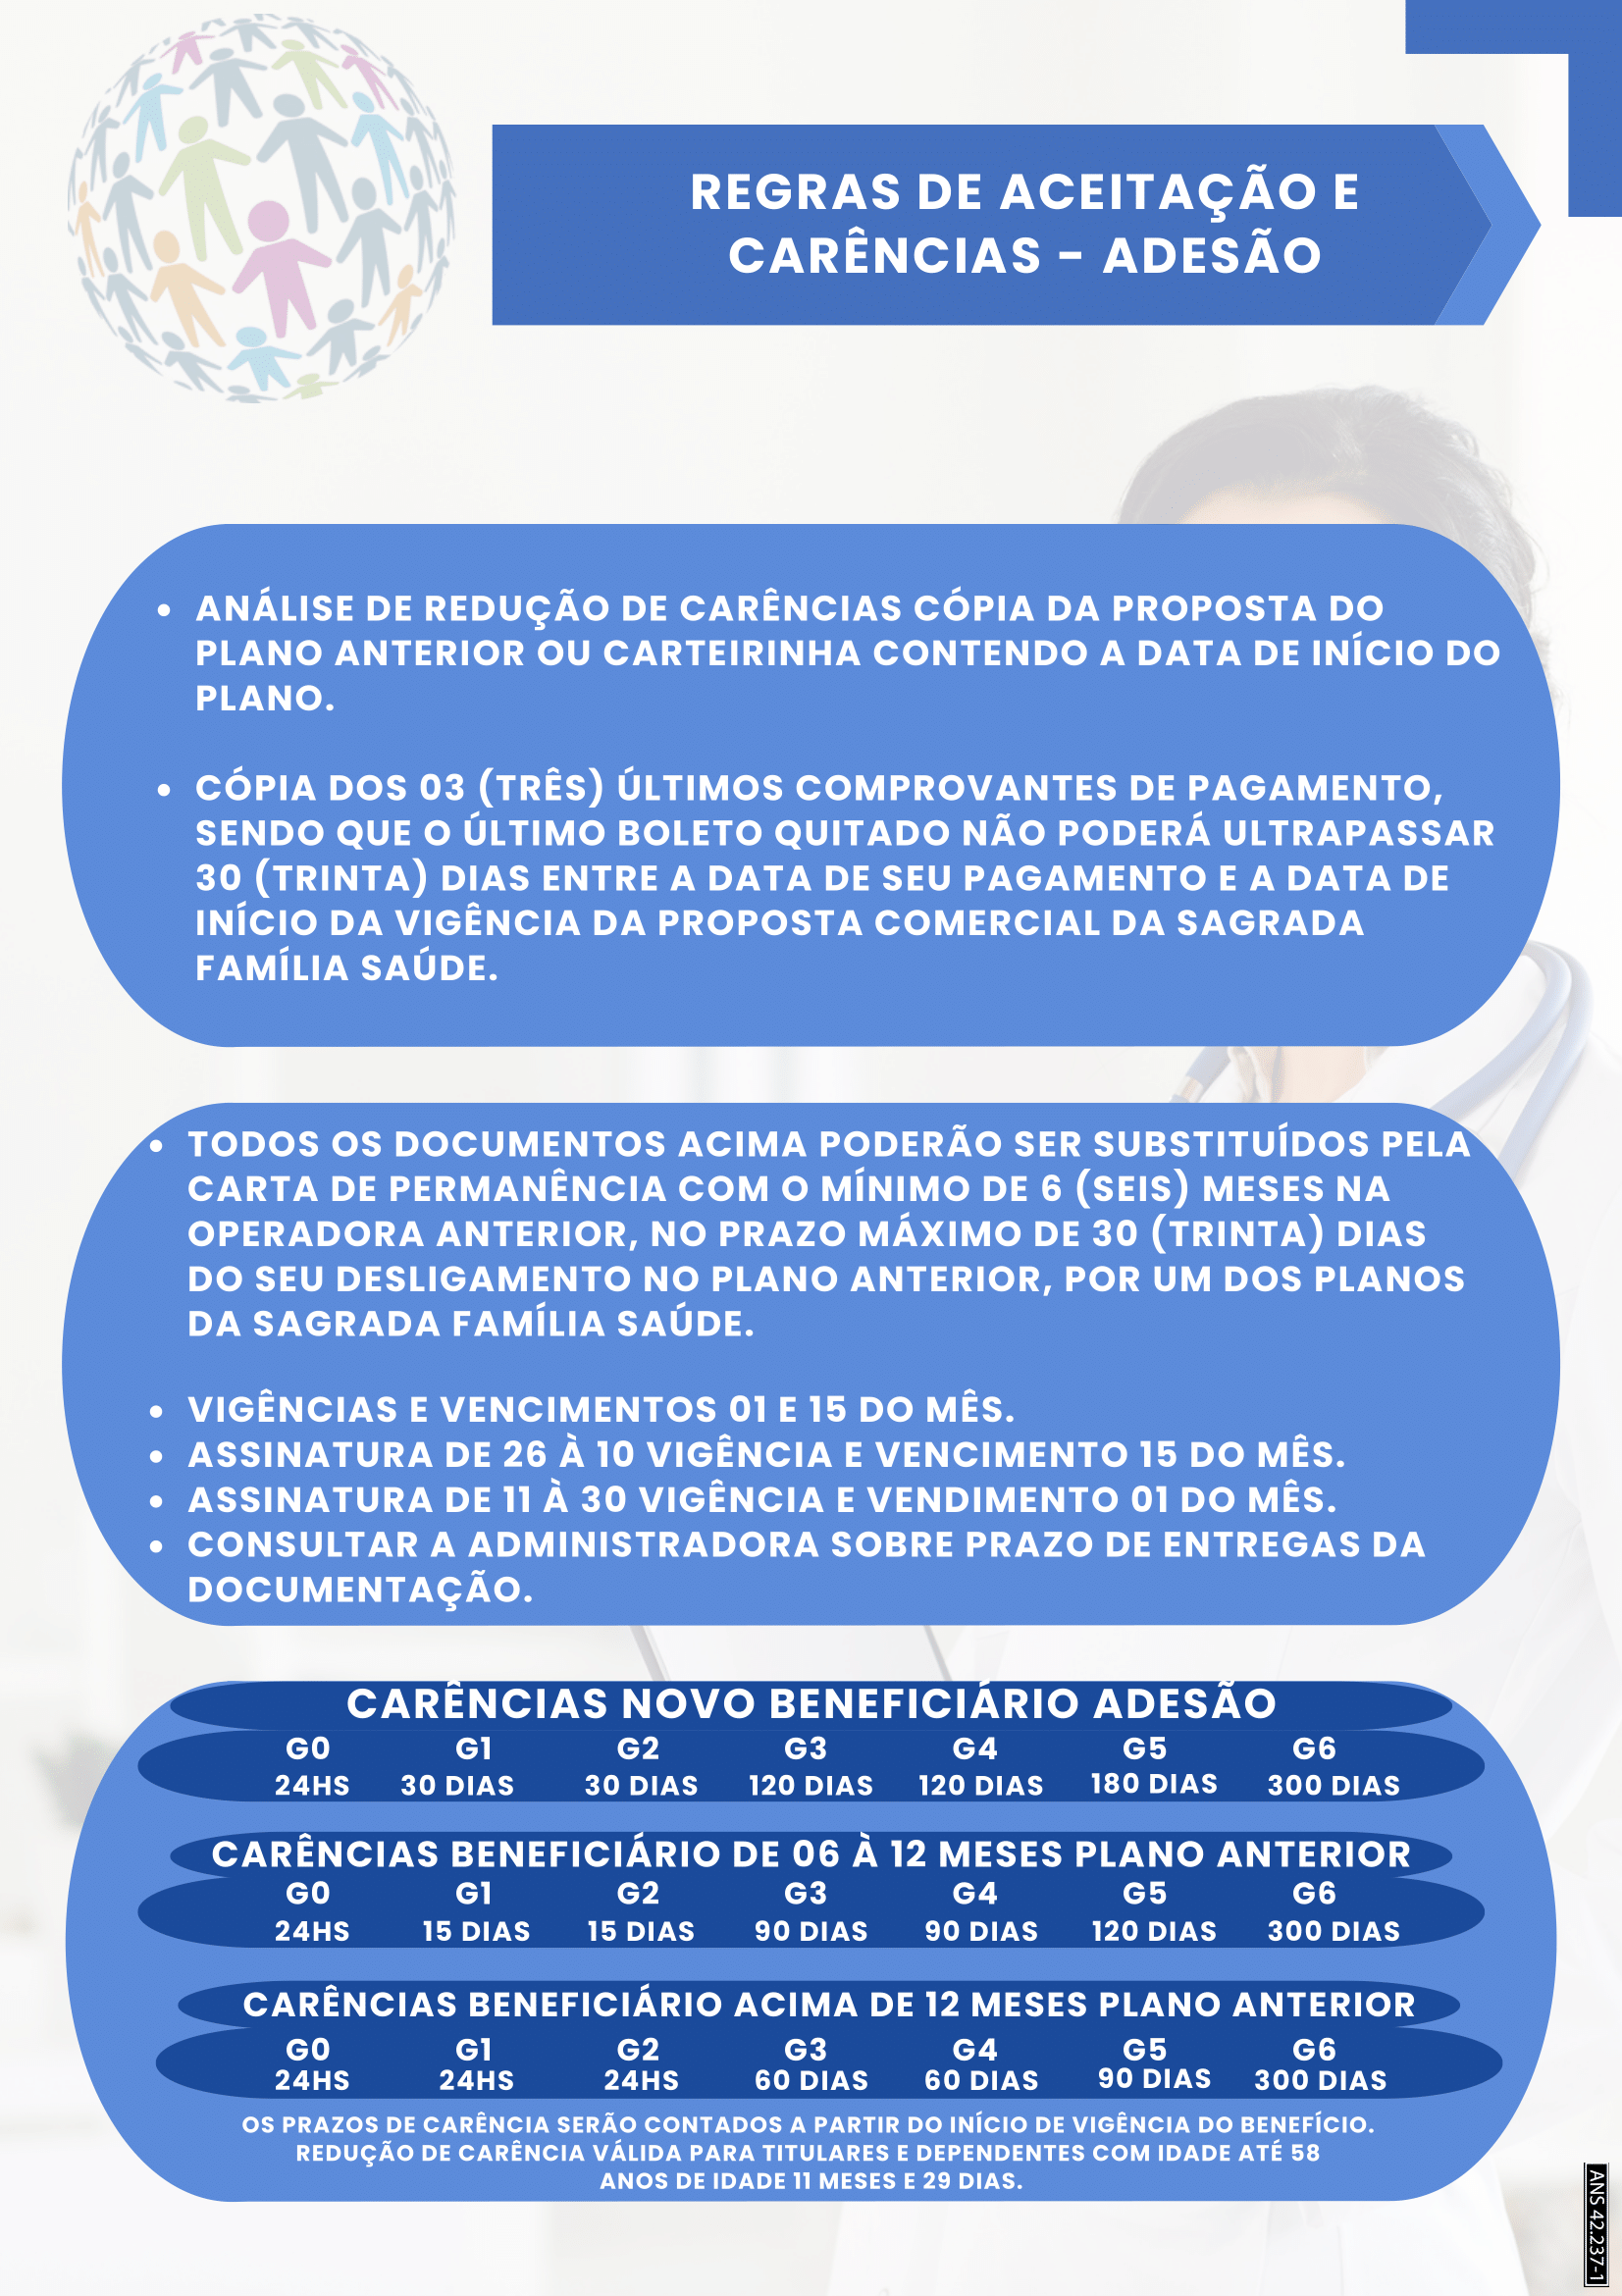 REGRAS DE ACEITAÇÃO E
CARÊNCIAS - ADESÃO
ANÁLISE DE REDUÇÃO DE CARÊNCIAS CÓPIA DA PROPOSTA DO
PLANO ANTERIOR OU CARTEIRINHA CONTENDO A DATA DE INÍCIO DO
PLANO.
CÓPIA DOS 03 (TRÊS) ÚLTIMOS COMPROVANTES DE PAGAMENTO,
SENDO QUE O ÚLTIMO BOLETO QUITADO NÃO PODERÁ ULTRAPASSAR
30 (TRINTA) DIAS ENTRE A DATA DE SEU PAGAMENTO E A DATA DE
INÍCIO DA VIGÊNCIA DA PROPOSTA COMERCIAL DA SAGRADA
FAMÍLIA SAÚDE.
TODOS OS DOCUMENTOS ACIMA PODERÃO SER SUBSTITUÍDOS PELA
CARTA DE PERMANÊNCIA COM O MÍNIMO DE 6 (SEIS) MESES NA
OPERADORA ANTERIOR, NO PRAZO MÁXIMO DE 30 (TRINTA) DIAS
DO SEU DESLIGAMENTO NO PLANO ANTERIOR, POR UM DOS PLANOS
DA SAGRADA FAMÍLIA SAÚDE.
VIGÊNCIAS E VENCIMENTOS 01 E 15 DO MÊS.
ASSINATURA DE 26 À 10 VIGÊNCIA E VENCIMENTO 15 DO MÊS.
ASSINATURA DE 11 À 30 VIGÊNCIA E VENDIMENTO 01 DO MÊS.
CONSULTAR A ADMINISTRADORA SOBRE PRAZO DE ENTREGAS DA
DOCUMENTAÇÃO.
CARÊNCIAS NOVO BENEFICIÁRIO ADESÃO
G0 G1 G2 G3 G4 G5 G6
24HS 30 DIAS 30 DIAS 120 DIAS 120 DIAS 180 DIAS 300 DIAS
CARÊNCIAS BENEFICIÁRIO DE 06 À 12 MESES PLANO ANTERIOR
G0 G1 G2 G3 G4 G5 G6
24HS 15 DIAS 15 DIAS 90 DIAS 90 DIAS 120 DIAS 300 DIAS
CARÊNCIAS BENEFICIÁRIO ACIMA DE 12 MESES PLANO ANTERIOR
G0 G1 G2 G3 G4 G5 G6
24HS 24HS 24HS 60 DIAS 60 DIAS 90 DIAS 300 DIAS
OS PRAZOS DE CARÊNCIA SERÃO CONTADOS A PARTIR DO INÍCIO DE VIGÊNCIA DO BENEFÍCIO.
REDUÇÃO DE CARÊNCIA VÁLIDA PARA TITULARES E DEPENDENTES COM IDADE ATÉ 58
ANOS DE IDADE 11 MESES E 29 DIAS.
ANS 42.237-1